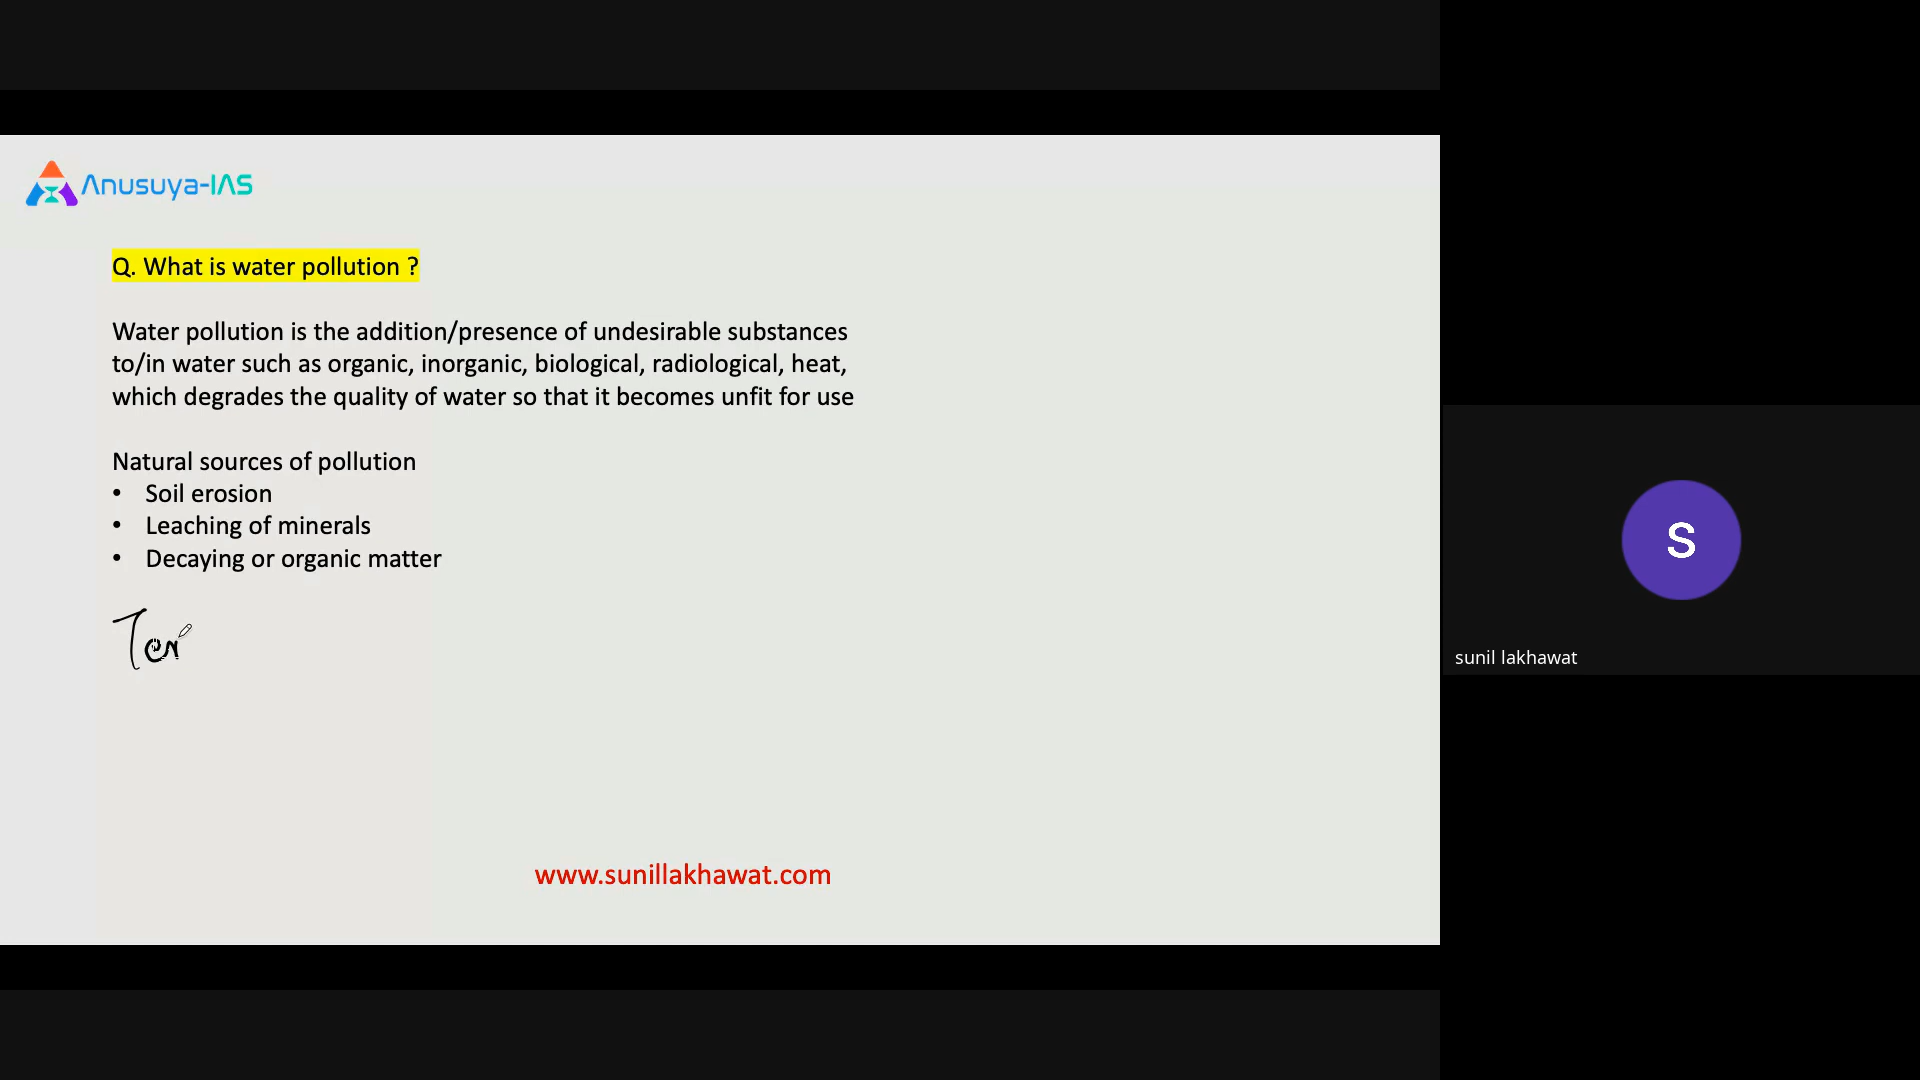 Anusuya-IAS
Q. What is water pollution ?
Water pollution is the addition/presence of undesirable substances
to/in water such as organic, inorganic, biological, radiological, heat,
which degrades the quality of water so that it becomes unfit for use
Natural sources of pollution
• Soil erosion
• Leaching of minerals
• Decaying or organic matter
www.sunillakhawat.com
S
sunil lakhawat